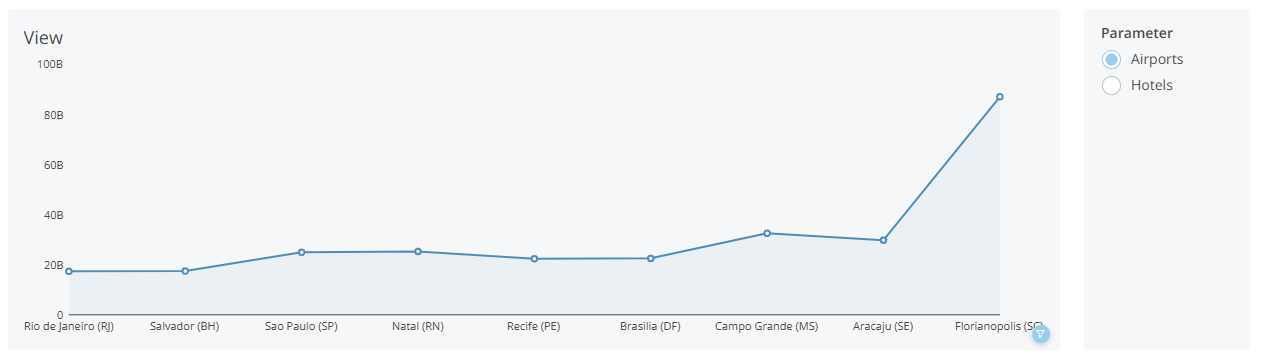 View
100B
80B
60B
40B
20B
0
Rio de Janeiro (RJ) Salvador (BH) Sao Paulo (SP) Natal (RN) Recife (PE) Brasilia (DF) Campo Grande (MS) Aracaju (SE) Florianopolis (SC)
Parameter
Airports
Hotels